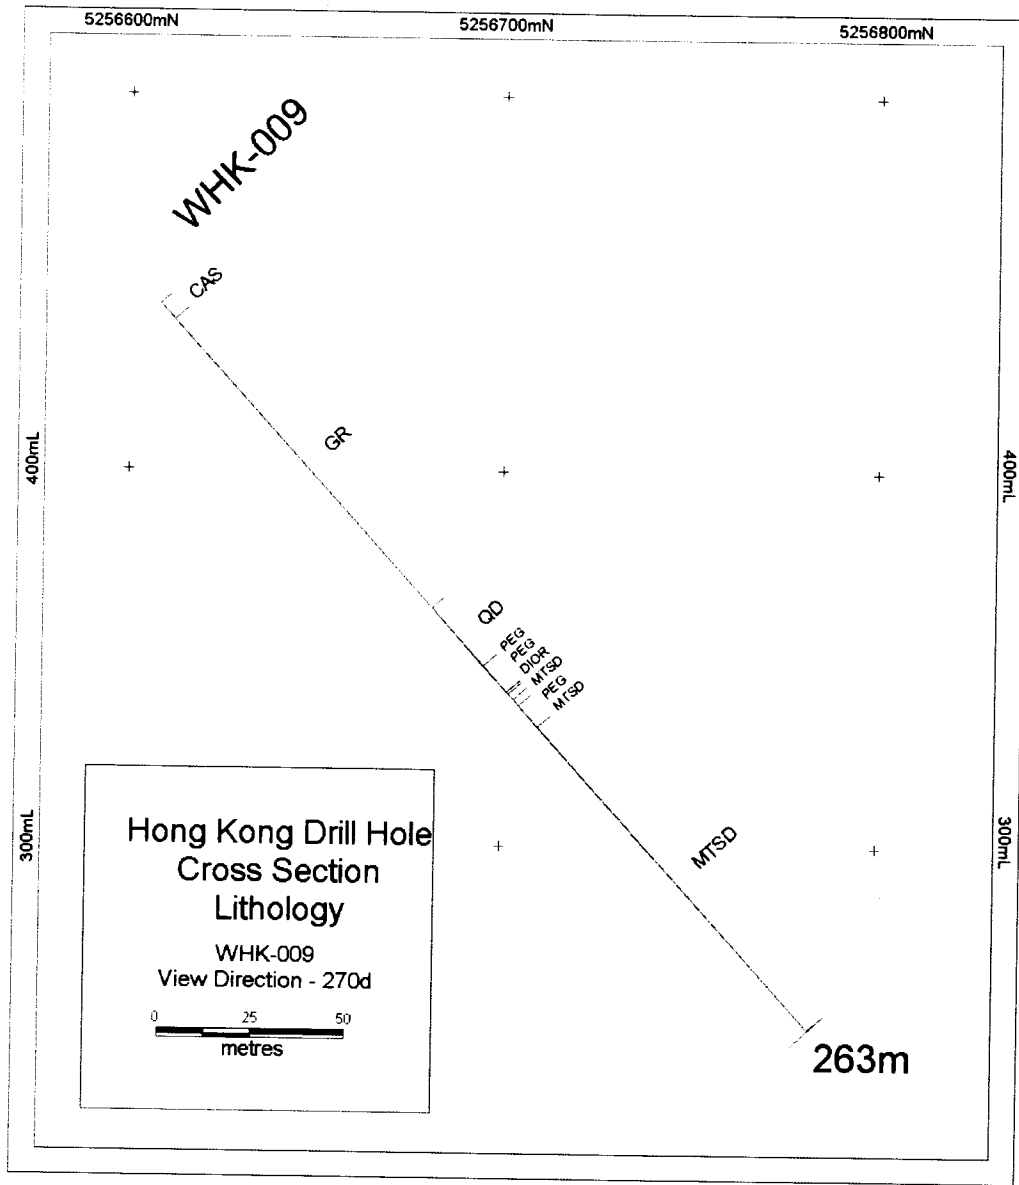 5256600mN
5256700mN
5256800mN
WHK-009
CAS
GR
400mL
400mL
QD
PEG
PEG
DIOR
MTSD
PEG
MTSD
MTSD
300mL
300mL
Hong Kong Drill Hole
Cross Section
Lithology
WHK-009
View Direction - 270d
0 25 50
metres
263m